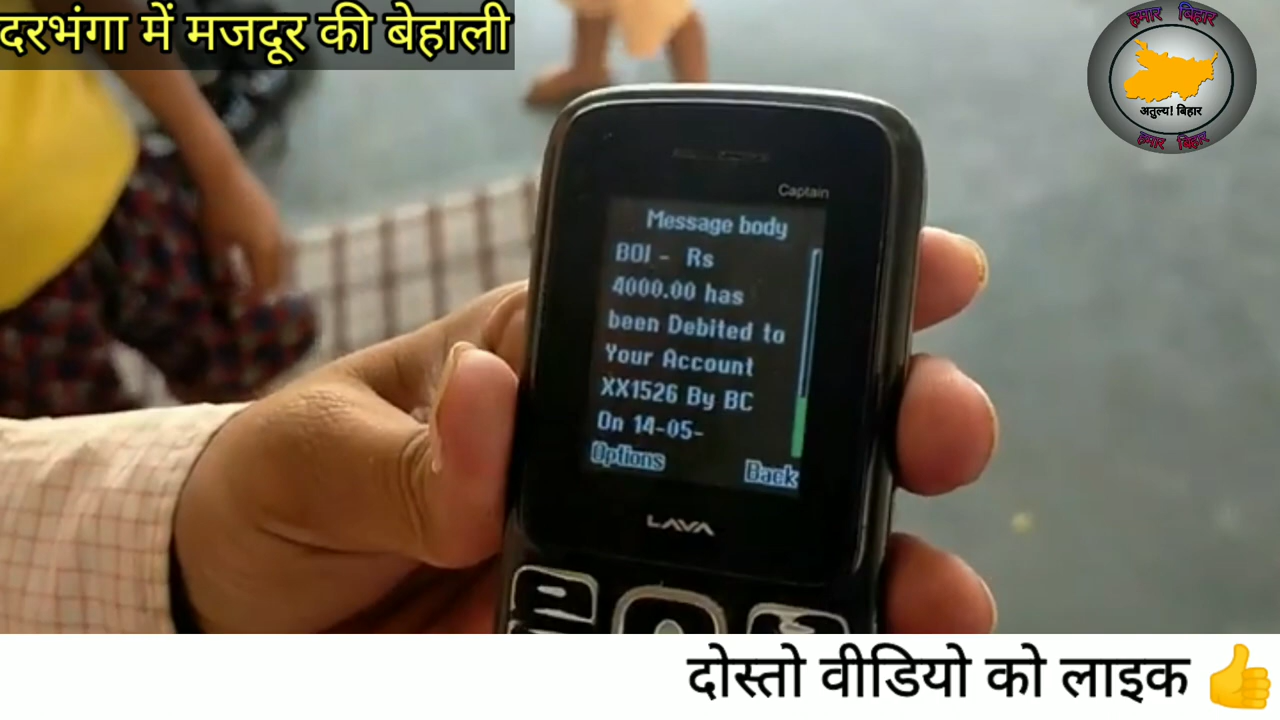 दरभंगा में मजदूर की बेहाली
हमार बिहार
अतुल्य! बिहार
हमार बिहार
Captain
Message body
BOI - Rs
4000.00 has
been Debited to
Your Account
XX1526 By BC
On 14-05-
Options Back
LAVA
दोस्तो वीडियो को लाइक 👍